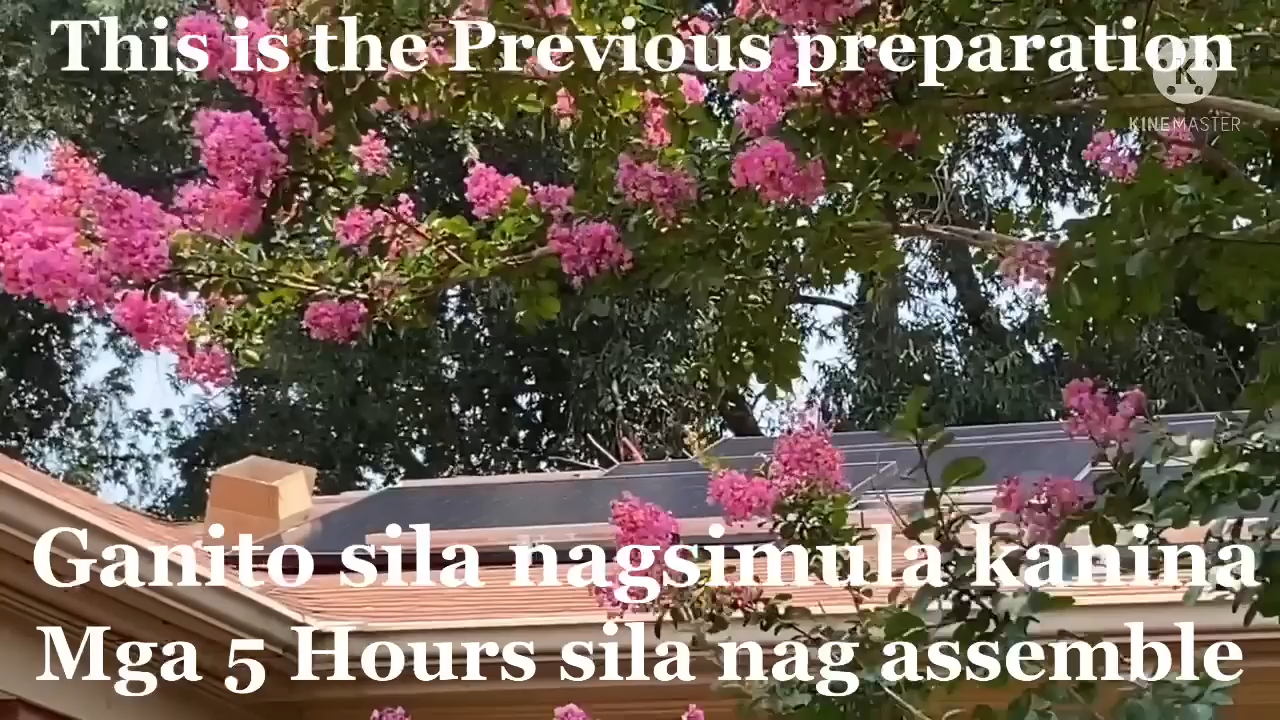 This is the Previous preparation
K
KINEMASTER
Ganito sila nagsimula kanina
Mga 5 Hours sila nag assemble